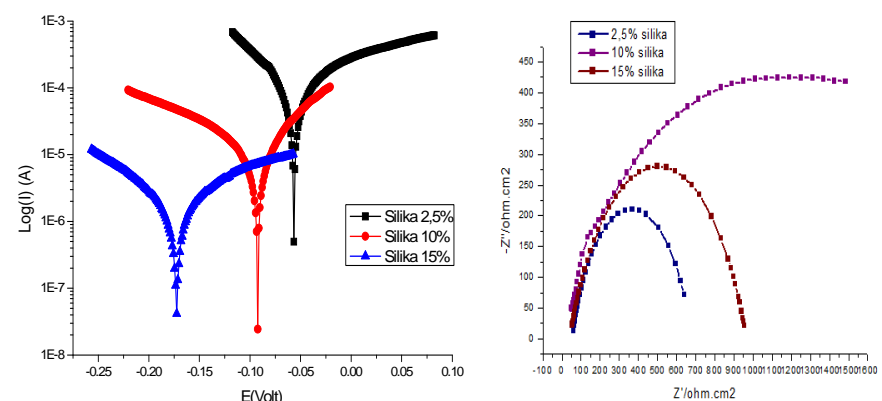 1E-3
1E-4
1E-5
1E-6
1E-7
1E-8
Log(I) (A)
Silika 2,5%
Silika 10%
Silika 15%
-0.25 -0.20 -0.15 -0.10 -0.05 0.00 0.05 0.10
E(Volt)
2,5% silika
10% silika
15% silika
450
400
350
300
250
200
150
100
50
0
-Z''/ohm.cm2
-100 0 100 200 300 400 500 600 700 800 900 1000 1100 1200 1300 1400 1500 1600
Z'/ohm.cm2